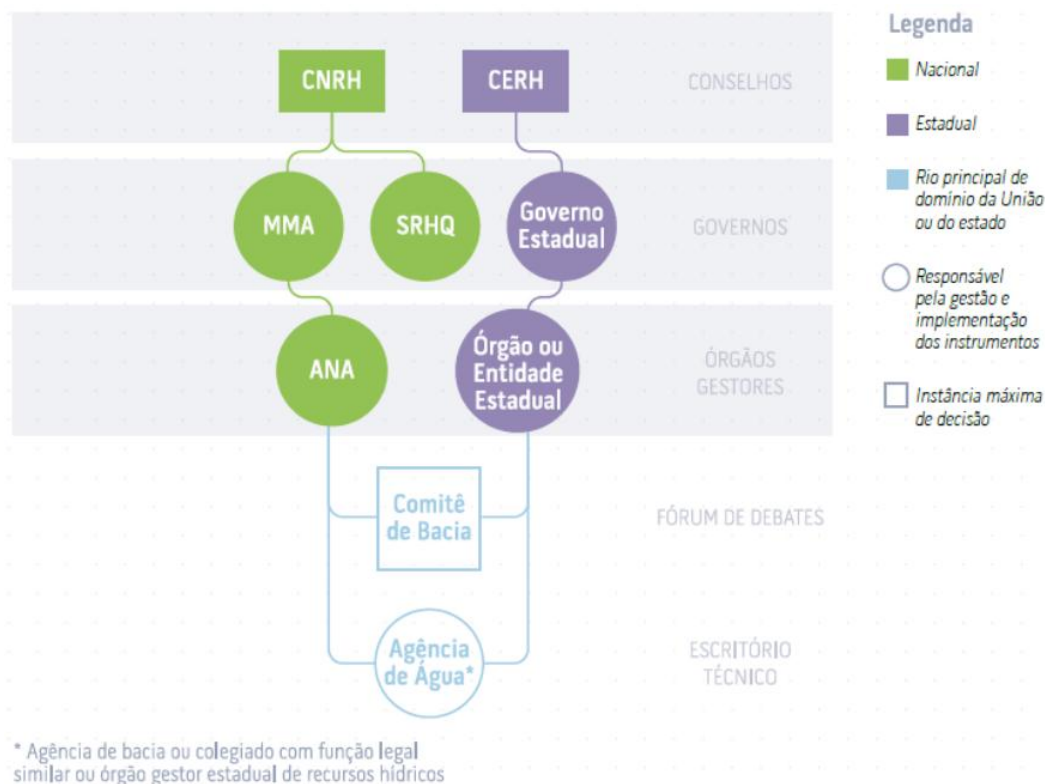 CNRH
CERH
CONSELHOS
MMA
SRHQ
Governo
Estadual
GOVERNOS
ANA
Órgão ou
Entidade
Estadual
ÓRGÃOS
GESTORES
Comitê
de Bacia
FÓRUM DE DEBATES
Agência
de Água*
ESCRITÓRIO
TÉCNICO
Legenda
Nacional
Estadual
Rio principal de
domínio da União
ou do estado
Responsável
pela gestão e
implementação
dos instrumentos
Instância máxima
de decisão
* Agência de bacia ou colegiado com função legal
similar ou órgão gestor estadual de recursos hídricos